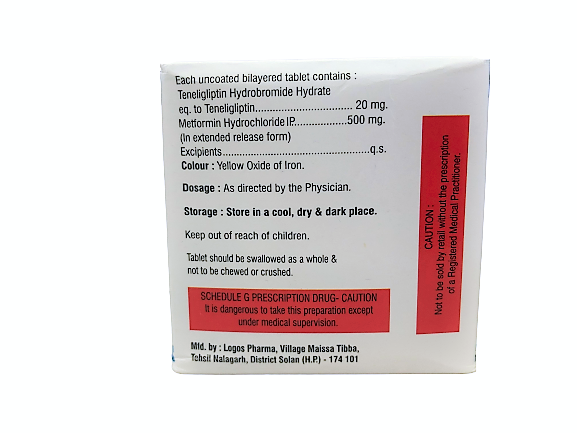 Each uncoated bilayered tablet contains :
Teneligliptin Hydrobromide Hydrate
eq. to Teneligliptin................................ 20 mg.
Metformin Hydrochloride I.P..................500 mg.
(In extended release form)
Excipients.................................................q.s.
Colour : Yellow Oxide of Iron.
Dosage : As directed by the Physician.
Storage : Store in a cool, dry & dark place.
Keep out of reach of children.
Tablet should be swallowed as a whole &
not to be chewed or crushed.
SCHEDULE G PRESCRIPTION DRUG- CAUTION
It is dangerous to take this preparation except
under medical supervision.
Mfd. by : Logos Pharma, Village Maissa Tibba,
Tehsil Nalagarh, District Solan (H.P.) - 174 101
CAUTION :
Not to be sold by retail without the prescription
of a Registered Medical Practitioner.